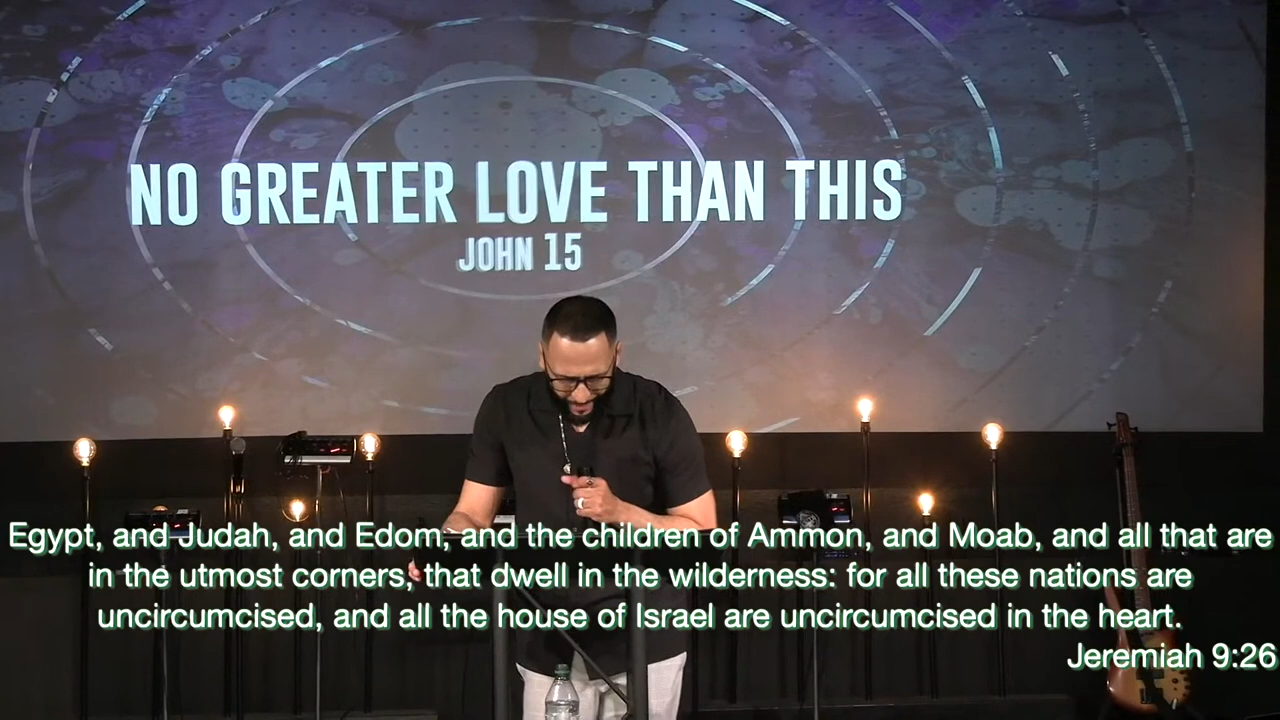 NO GREATER LOVE THAN THIS
JOHN 15
Egypt, and Judah, and Edom, and the children of Ammon, and Moab, and all that are
in the utmost corners, that dwell in the wilderness: for all these nations are
uncircumcised, and all the house of Israel are uncircumcised in the heart.
Jeremiah 9:26